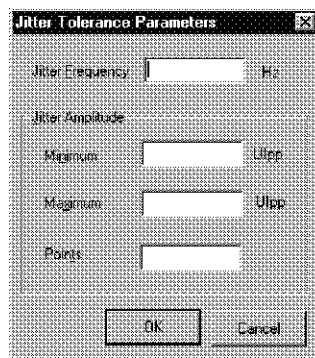 Jitter Tolerance Parameters
Jitter Frequency Hz
Jitter Amplitude
Minimum UIpp
Maximum UIpp
Points
OK Cancel